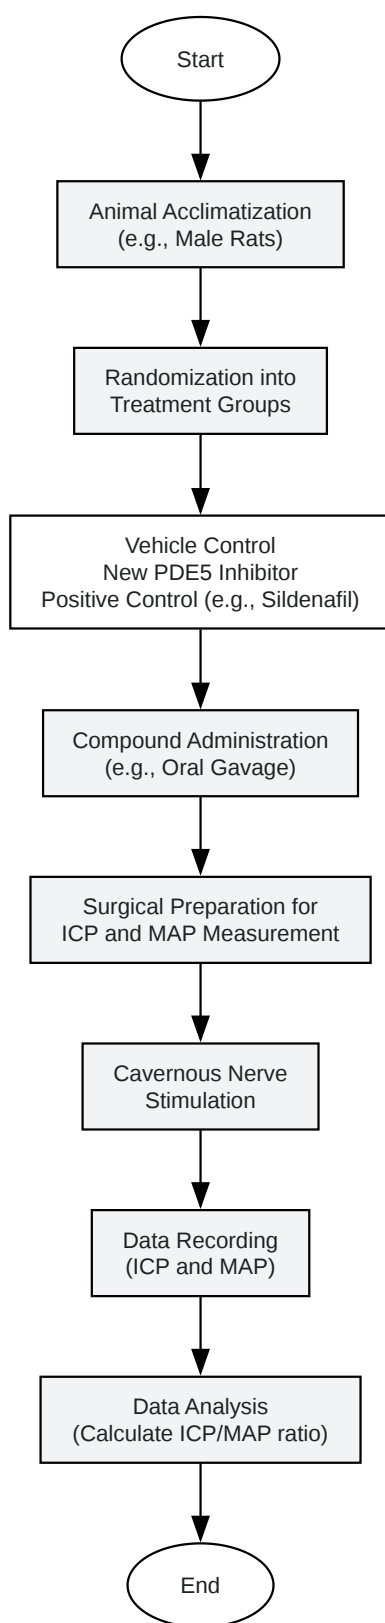 Start
Animal Acclimatization
(e.g., Male Rats)
Randomization into
Treatment Groups
Vehicle Control
New PDE5 Inhibitor
Positive Control (e.g., Sildenafil)
Compound Administration
(e.g., Oral Gavage)
Surgical Preparation for
ICP and MAP Measurement
Cavernous Nerve
Stimulation
Data Recording
(ICP and MAP)
Data Analysis
(Calculate ICP/MAP ratio)
End